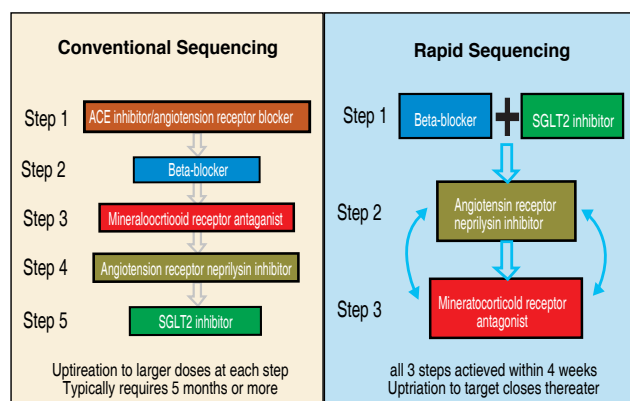 Conventional Sequencing
Step 1
ACE inhibitor/angiotension receptor blocker
Step 2
Beta-blocker
Step 3
Mineraloocrtiooid receptor antaganist
Step 4
Angiotension receptor neprilysin inhibitor
Step 5
SGLT2 inhibitor
Uptireation to larger doses at each step
Typically requires 5 months or more
Rapid Sequencing
Step 1
Beta-blocker
+
SGLT2 inhibitor
Step 2
Angiotensin receptor
neprilysin inhibitor
Step 3
Mineratocorticold receptor
antagonist
all 3 steps actieved within 4 weeks
Uptriation to target closes thereater